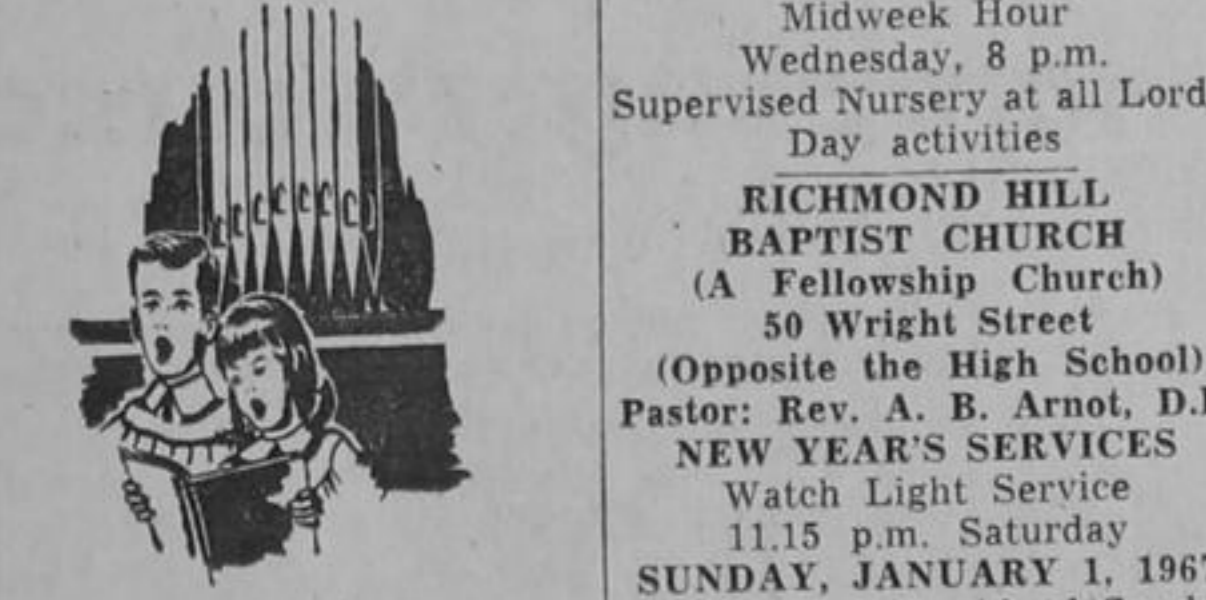 Midweek Hour
Wednesday, 8 p.m.
Supervised Nursery at all Lord
Day activities
RICHMOND HILL
BAPTIST CHURCH
(A Fellowship Church)
50 Wright Street
(Opposite the High School)
Pastor: Rev. A. B. Arnot, D.
NEW YEAR'S SERVICES
Watch Light Service
11.15 p.m. Saturday
SUNDAY, JANUARY 1, 1967